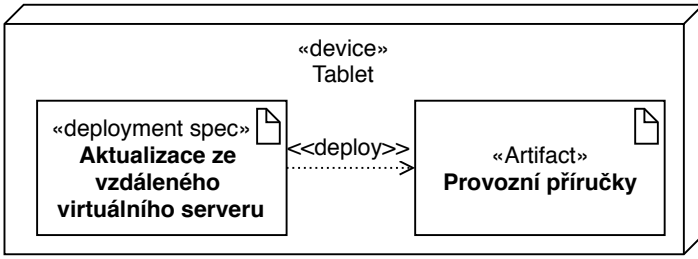 «device»
Tablet
«deployment spec»
Aktualizace ze
vzdáleného
virtuálního serveru
<<deploy>>
«Artifact»
Provozní příručky